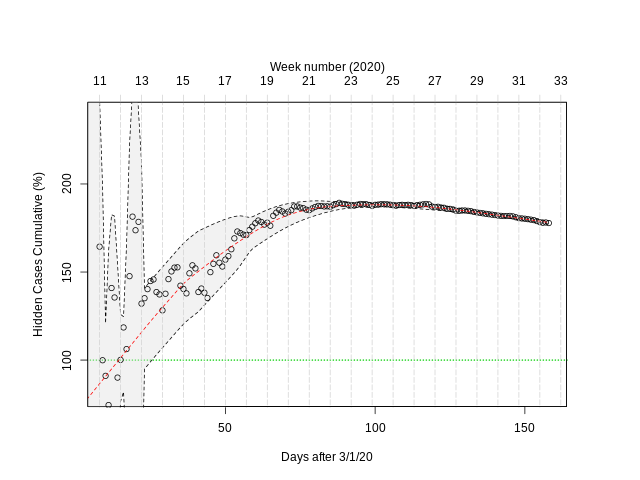 Week number (2020)
11 13 15 17 19 21 23 25 27 29 31 33
Hidden Cases Cumulative (%)
200
150
100
50 100 150
Days after 3/1/20